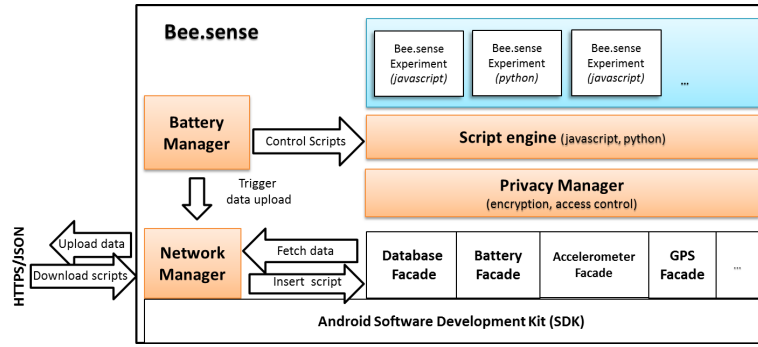 Bee.sense
Bee.sense
Experiment
(javascript)
Bee.sense
Experiment
(python)
Bee.sense
Experiment
(javascript)
...
Battery
Manager
Control Scripts
Script engine (javascript, python)
Trigger
data upload
Privacy Manager
(encryption, access control)
HTTPS/JSON
Upload data
Download scripts
Network
Manager
Fetch data
Insert script
Database
Facade
Battery
Facade
Accelerometer
Facade
GPS
Facade
...
Android Software Development Kit (SDK)